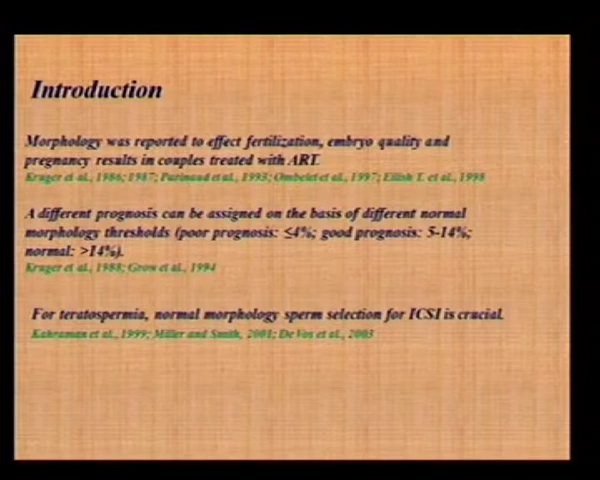 Introduction
Morphology was reported to effect fertilization, embryo quality and
pregnancy results in couples treated with ART.
Kruger et al., 1986; 1987; Parinaud et al., 1993; Ombelet et al., 1997; Eilish T. et al., 1998
A different prognosis can be assigned on the basis of different normal
morphology thresholds (poor prognosis: ≤4%; good prognosis: 5-14%;
normal: >14%).
Kruger et al., 1988; Grow et al., 1994
For teratospermia, normal morphology sperm selection for ICSI is crucial.
Kahraman et al., 1999; Miller and Smith, 2001; De Vos et al., 2003